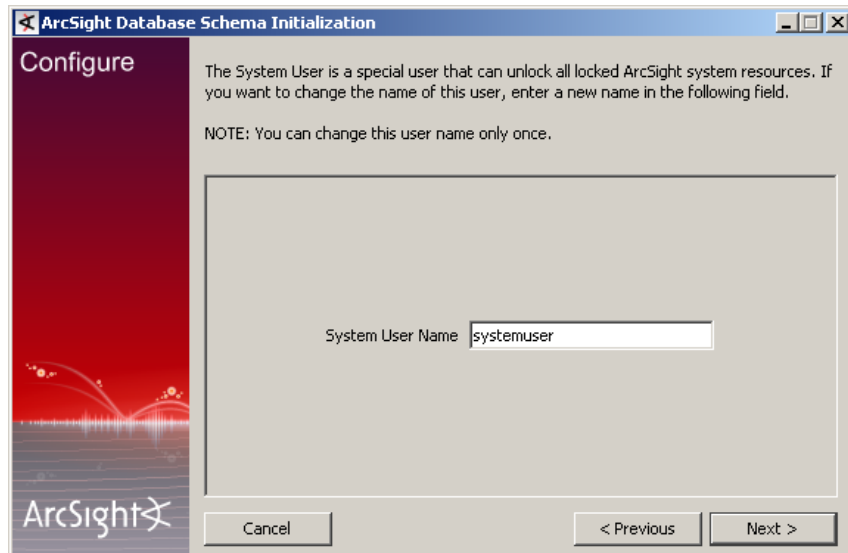 ArcSight Database Schema Initialization
Configure
The System User is a special user that can unlock all locked ArcSight system resources. If
you want to change the name of this user, enter a new name in the following field.
NOTE: You can change this user name only once.
System User Name systemuser
ArcSight
Cancel < Previous Next >